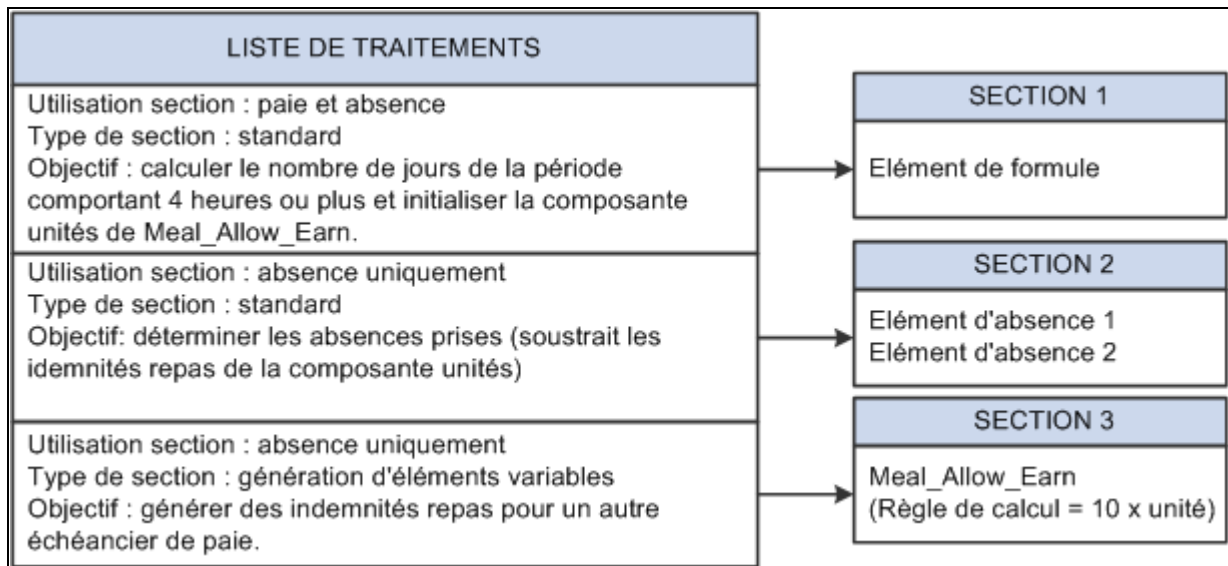 LISTE DE TRAITEMENTS
Utilisation section : paie et absence
Type de section : standard
Objectif : calculer le nombre de jours de la période
comportant 4 heures ou plus et initialiser la composante
unités de Meal_Allow_Earn.
SECTION 1
Elément de formule
Utilisation section : absence uniquement
Type de section : standard
Objectif: déterminer les absences prises (soustrait les
idemnités repas de la composante unités)
SECTION 2
Elément d'absence 1
Elément d'absence 2
Utilisation section : absence uniquement
Type de section : génération d'éléments variables
Objectif : générer des indemnités repas pour un autre
échéancier de paie.
SECTION 3
Meal_Allow_Earn
(Règle de calcul = 10 x unité)